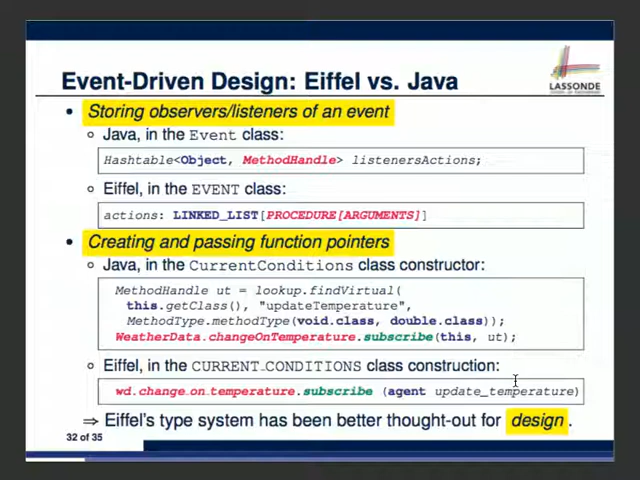 LASSONDE
Event-Driven Design: Eiffel vs. Java
• Storing observers/listeners of an event
◦ Java, in the Event class:
Hashtable<Object, MethodHandle> listenersActions;
◦ Eiffel, in the EVENT class:
actions: LINKED_LIST[PROCEDURE[ARGUMENTS]]
• Creating and passing function pointers
◦ Java, in the CurrentConditions class constructor:
MethodHandle ut = lookup.findVirtual(
this.getClass(), "updateTemperature",
MethodType.methodType(void.class, double.class));
WeatherData.changeOnTemperature.subscribe(this, ut);
◦ Eiffel, in the CURRENT_CONDITIONS class construction:
wd.change_on_temperature.subscribe (agent update_temperature)
⇒ Eiffel's type system has been better thought-out for design.
32 of 35